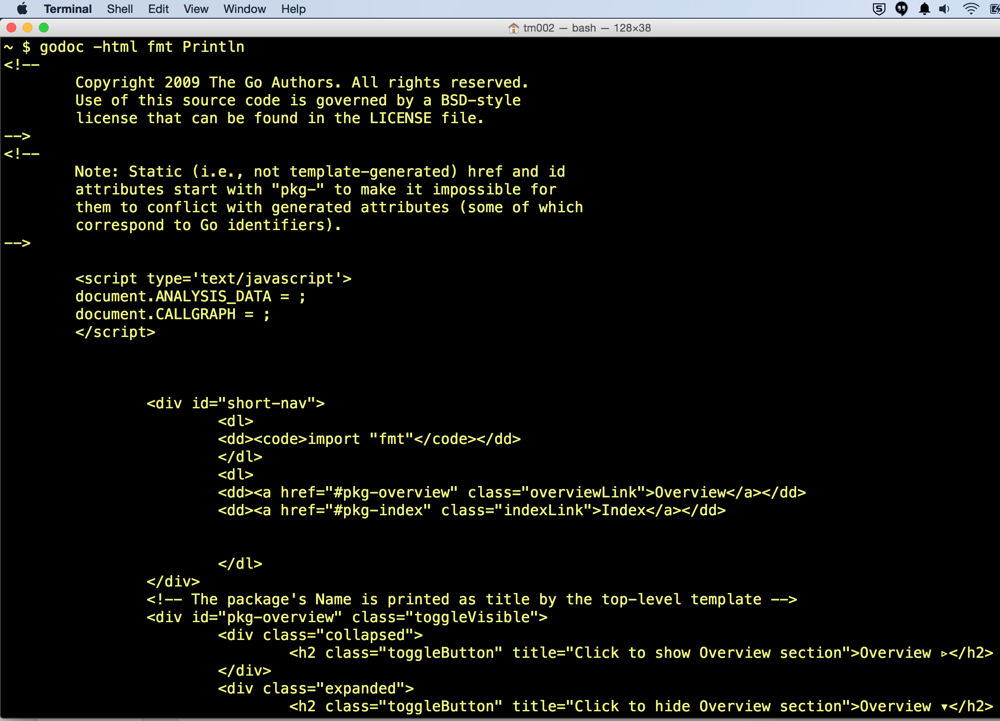 Terminal Shell Edit View Window Help
tm002 — bash — 128×38
~ $ godoc -html fmt Println
<!--
        Copyright 2009 The Go Authors. All rights reserved.
        Use of this source code is governed by a BSD-style
        license that can be found in the LICENSE file.
-->
<!--
        Note: Static (i.e., not template-generated) href and id
        attributes start with "pkg-" to make it impossible for
        them to conflict with generated attributes (some of which
        correspond to Go identifiers).
-->
        <script type='text/javascript'>
        document.ANALYSIS_DATA = ;
        document.CALLGRAPH = ;
        </script>
                <div id="short-nav">
                        <dl>
                        <dd><code>import "fmt"</code></dd>
                        </dl>
                        <dl>
                        <dd><a href="#pkg-overview" class="overviewLink">Overview</a></dd>
                        <dd><a href="#pkg-index" class="indexLink">Index</a></dd>
                        </dl>
                </div>
                <!-- The package's Name is printed as title by the top-level template -->
                <div id="pkg-overview" class="toggleVisible">
                        <div class="collapsed">
                                <h2 class="toggleButton" title="Click to show Overview section">Overview ▹</h2>
                        </div>
                        <div class="expanded">
                                <h2 class="toggleButton" title="Click to hide Overview section">Overview ▾</h2>